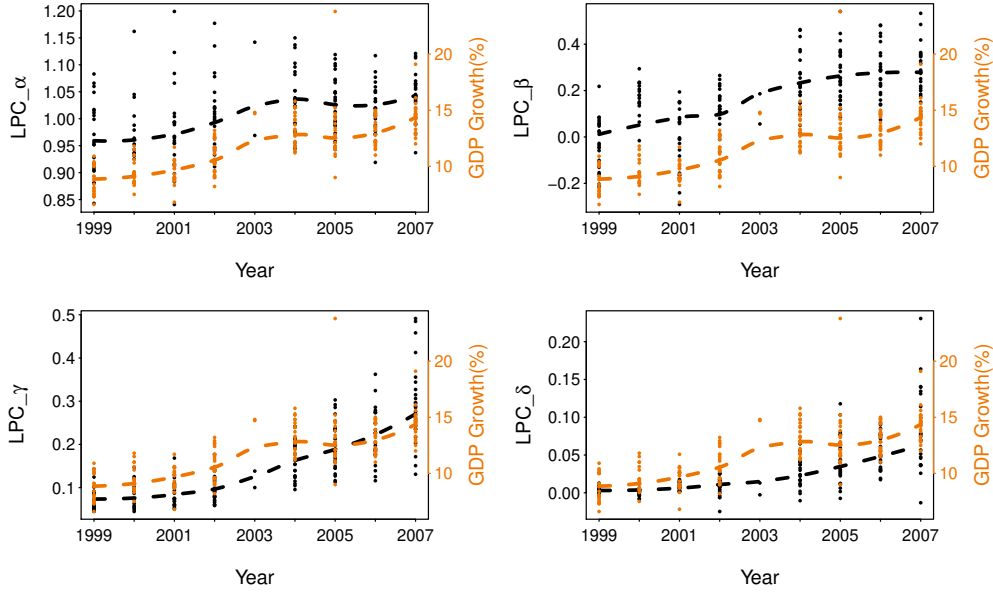 LPC_α
1.20
1.15
1.10
1.05
1.00
0.95
0.90
0.85
20
15
10
GDP Growth(%)
1999 2001 2003 2005 2007
Year
LPC_β
0.4
0.2
0.0
−0.2
20
15
10
GDP Growth(%)
1999 2001 2003 2005 2007
Year
LPC_γ
0.5
0.4
0.3
0.2
0.1
20
15
10
GDP Growth(%)
1999 2001 2003 2005 2007
Year
LPC_δ
0.20
0.15
0.10
0.05
0.00
20
15
10
GDP Growth(%)
1999 2001 2003 2005 2007
Year